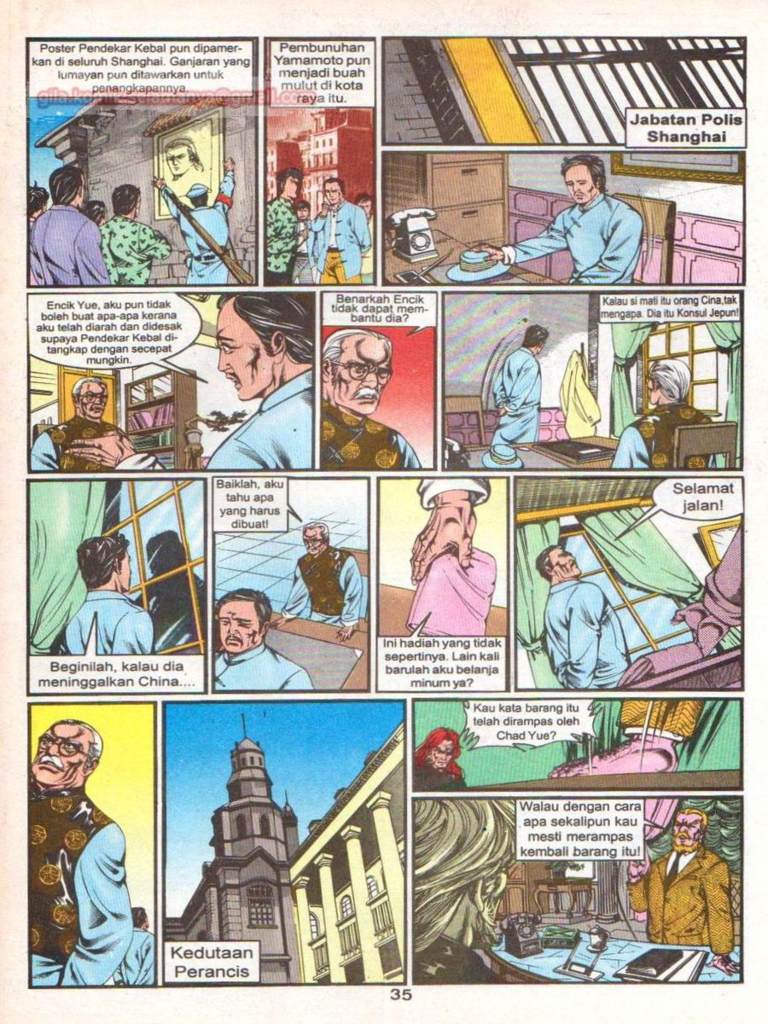 Poster Pendekar Kebal pun dipamer-
kan di seluruh Shanghai. Ganjaran yang
lumayan pun ditawarkan untuk
penangkapannya.
Pembunuhan
Yamamoto pun
menjadi buah
mulut di kota
raya itu.
Jabatan Polis
Shanghai
Encik Yue, aku pun tidak
boleh buat apa-apa kerana
aku telah diarah dan didesak
supaya Pendekar Kebal di-
tangkap dengan secepat
mungkin.
Benarkah Encik
tidak dapat mem-
bantu dia?
Kalau si mati itu orang Cina,tak
mengapa. Dia itu Konsul Jepun!
Beginilah, kalau dia
meninggalkan China....
Baiklah, aku
tahu apa
yang harus
dibuat!
Ini hadiah yang tidak
sepertinya. Lain kali
barulah aku belanja
minum ya?
Selamat
jalan!
Kedutaan
Perancis
Kau kata barang itu
telah dirampas oleh
Chad Yue?
Walau dengan cara
apa sekalipun kau
mesti merampas
kembali barang itu!
35